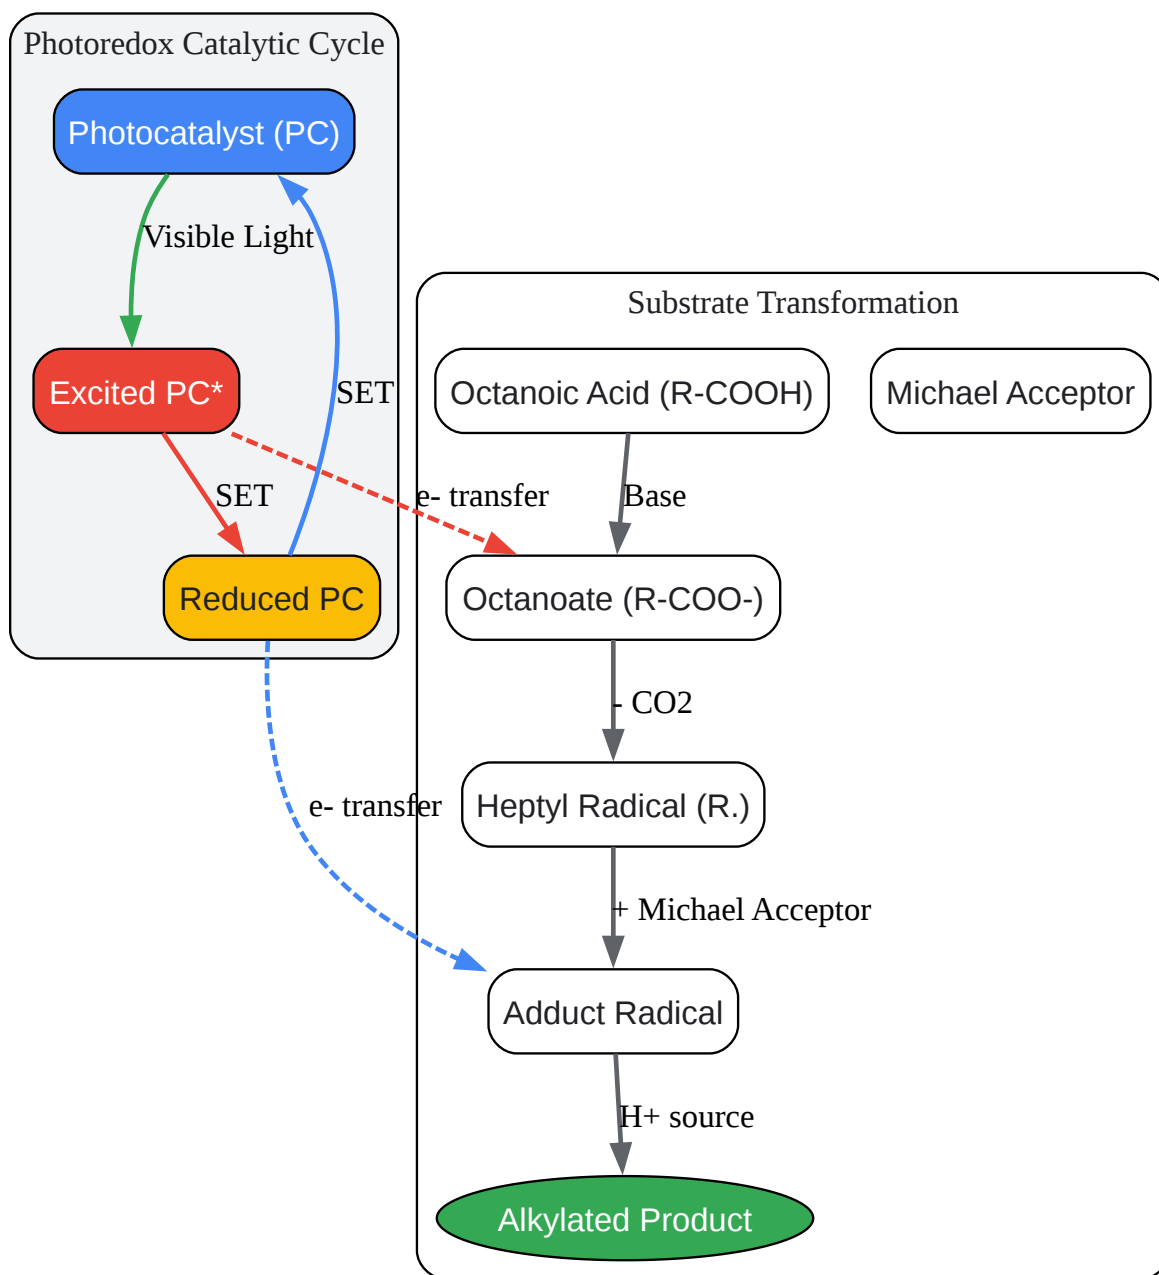 Photoredox Catalytic Cycle
Photocatalyst (PC)
Visible Light
Substrate Transformation
Excited PC*
SET
Octanoic Acid (R-COOH)
Michael Acceptor
SET
e- transfer
Base
Reduced PC
Octanoate (R-COO-)
- CO2
e- transfer
Heptyl Radical (R.)
+ Michael Acceptor
Adduct Radical
H+ source
Alkylated Product